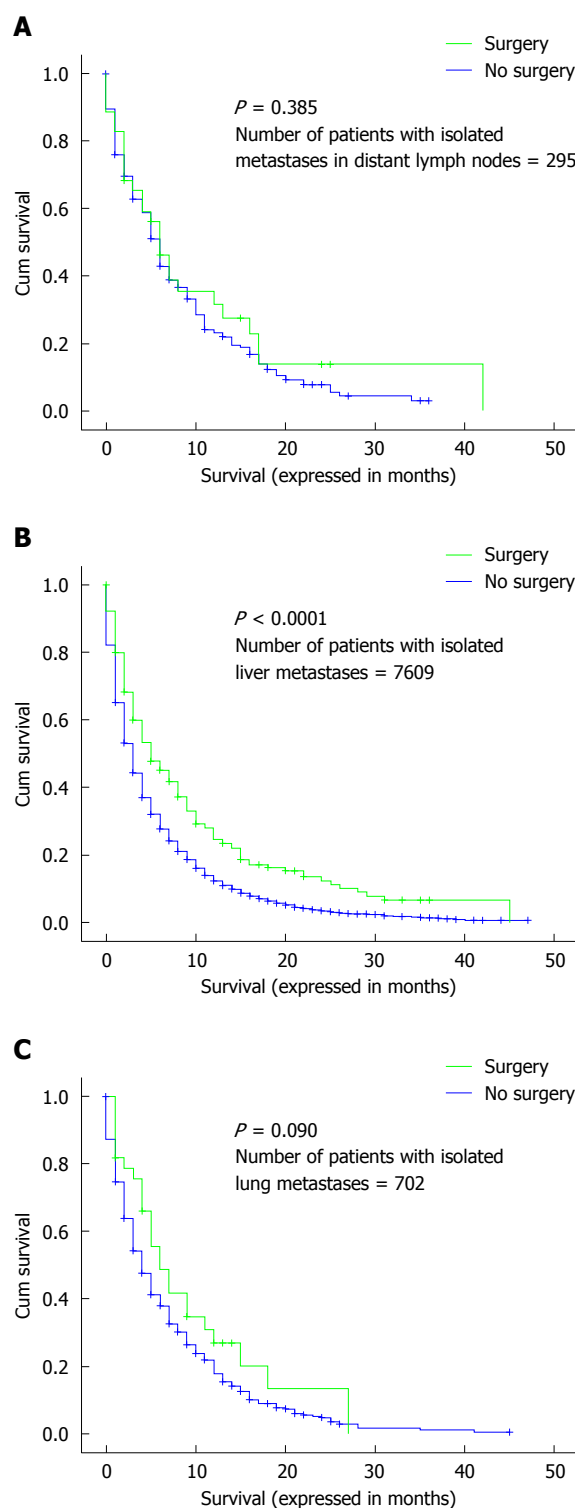 A
Surgery
No surgery
P = 0.385
Number of patients with isolated
metastases in distant lymph nodes = 295
Cum survival
1.0
0.8
0.6
0.4
0.2
0.0
0 10 20 30 40 50
Survival (expressed in months)
B
Surgery
No surgery
P < 0.0001
Number of patients with isolated
liver metastases = 7609
Cum survival
1.0
0.8
0.6
0.4
0.2
0.0
0 10 20 30 40 50
Survival (expressed in months)
C
Surgery
No surgery
P = 0.090
Number of patients with isolated
lung metastases = 702
Cum survival
1.0
0.8
0.6
0.4
0.2
0.0
0 10 20 30 40 50
Survival (expressed in months)